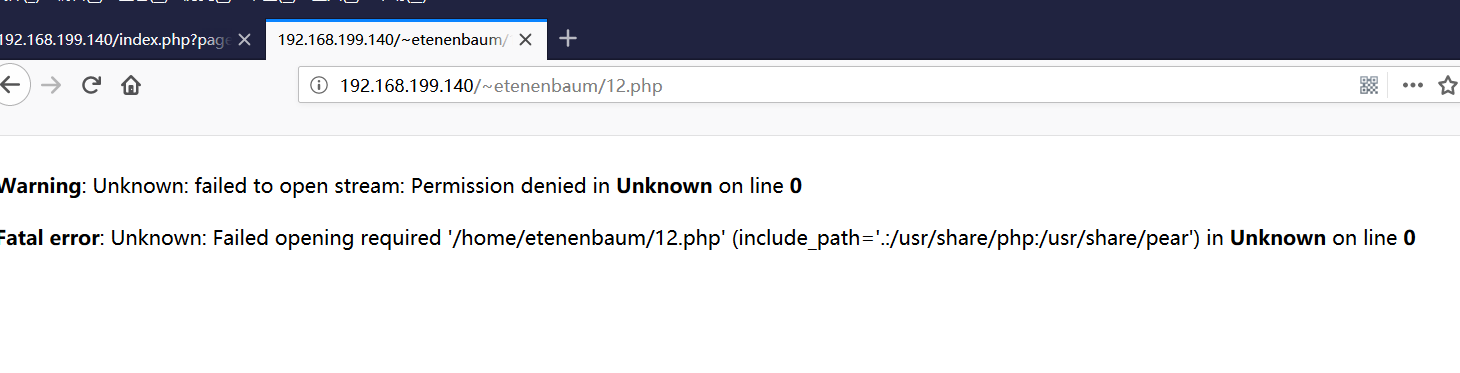 192.168.199.140/index.php?page
192.168.199.140/~etenenbaum/
192.168.199.140/~etenenbaum/12.php
Warning: Unknown: failed to open stream: Permission denied in Unknown on line 0
Fatal error: Unknown: Failed opening required '/home/etenenbaum/12.php' (include_path='.:/usr/share/php:/usr/share/pear') in Unknown on line 0